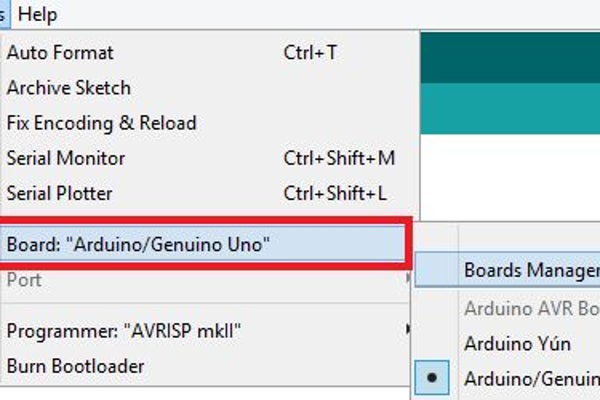 s Help
Auto Format Ctrl+T
Archive Sketch
Fix Encoding & Reload
Serial Monitor Ctrl+Shift+M
Serial Plotter Ctrl+Shift+L
Board: "Arduino/Genuino Uno"
Boards Manager
Port
Arduino AVR Bo
Programmer: "AVRISP mkII"
Arduino Yún
Burn Bootloader
Arduino/Genuin